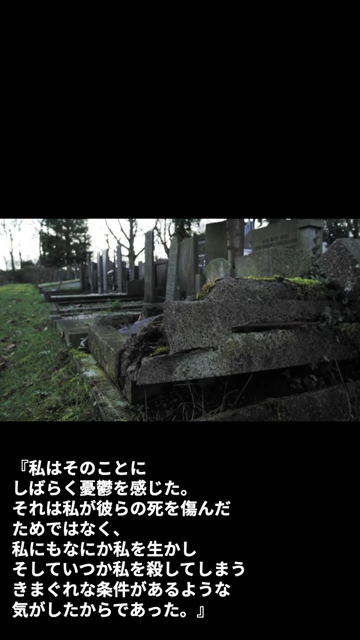 『私はそのことに
しばらく憂鬱を感じた。
それは私が彼らの死を傷んだ
ためではなく、
私にもなにか私を生かし
そしていつか私を殺してしまう
きまぐれな条件があるような
気がしたからであった。』